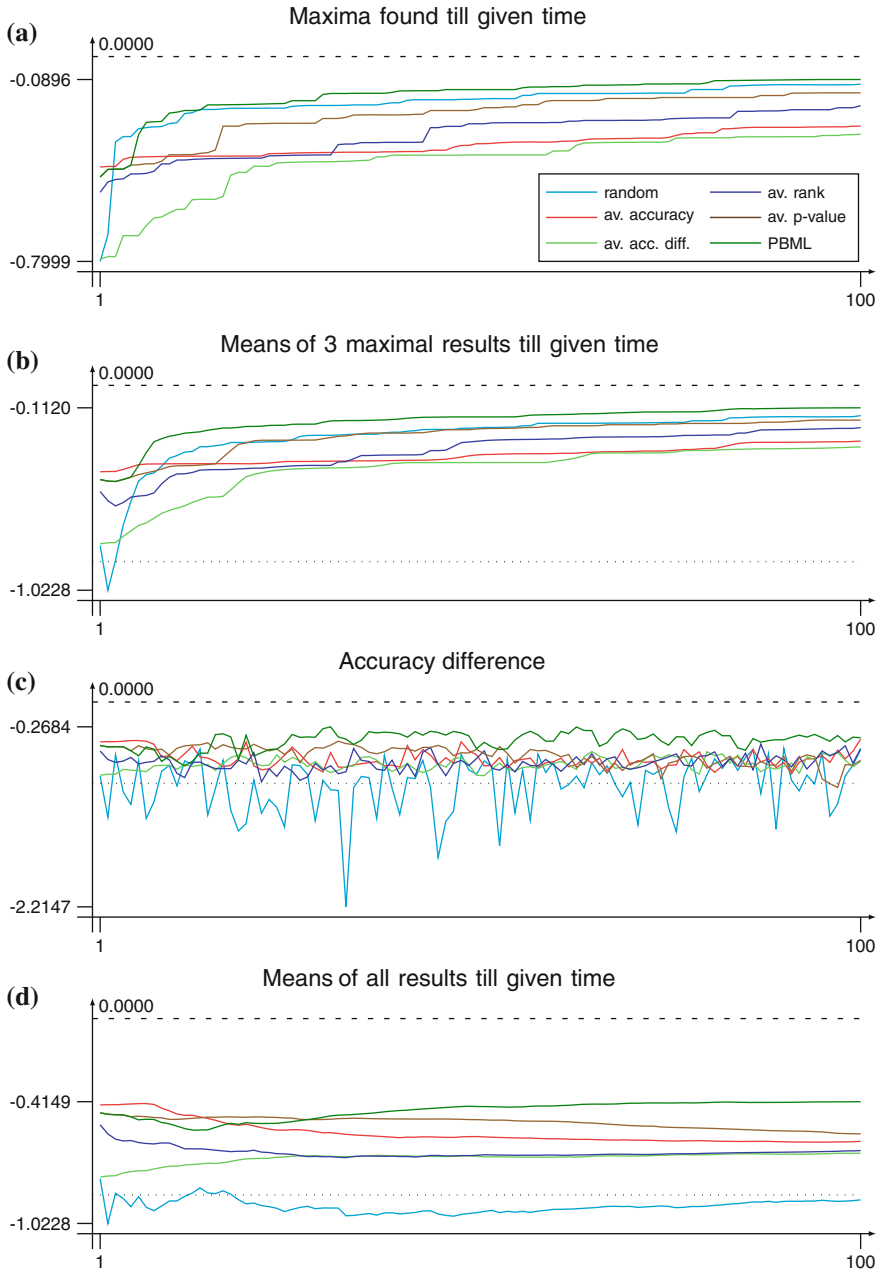 (a)
Maxima found till given time
0.0000
-0.0896
-0.7999
random
av. accuracy
av. acc. diff.
av. rank
av. p-value
PBML
1
100
(b)
Means of 3 maximal results till given time
0.0000
-0.1120
-1.0228
1
100
(c)
Accuracy difference
0.0000
-0.2684
-2.2147
1
100
(d)
Means of all results till given time
0.0000
-0.4149
-1.0228
1
100